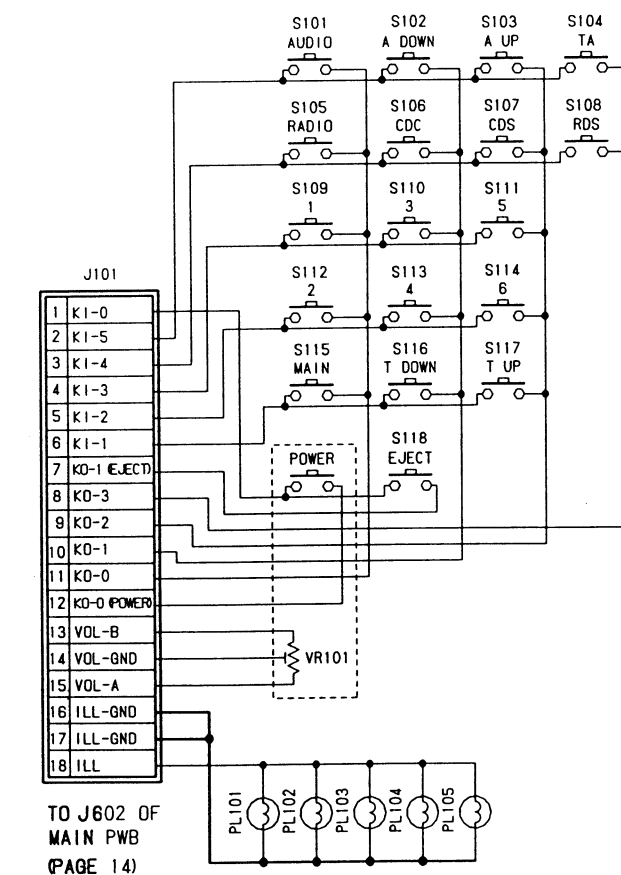 S101 S102 S103 S104
AUDIO A DOWN A UP TA
S105 S106 S107 S108
RADIO CDC CDS RDS
S109 S110 S111
1 3 5
S112 S113 S114
2 4 6
S115 S116 S117
MAIN T DOWN T UP
S118
POWER EJECT
J101
1 KI-0
2 KI-5
3 KI-4
4 KI-3
5 KI-2
6 KI-1
7 KO-1 (EJECT)
8 KO-3
9 KO-2
10 KO-1
11 KO-0
12 KO-0 (POWER)
13 VOL-B
14 VOL-GND
15 VOL-A
16 ILL-GND
17 ILL-GND
18 ILL
VR101
PL101 PL102 PL103 PL104 PL105
TO J602 OF
MAIN PWB
(PAGE 14)